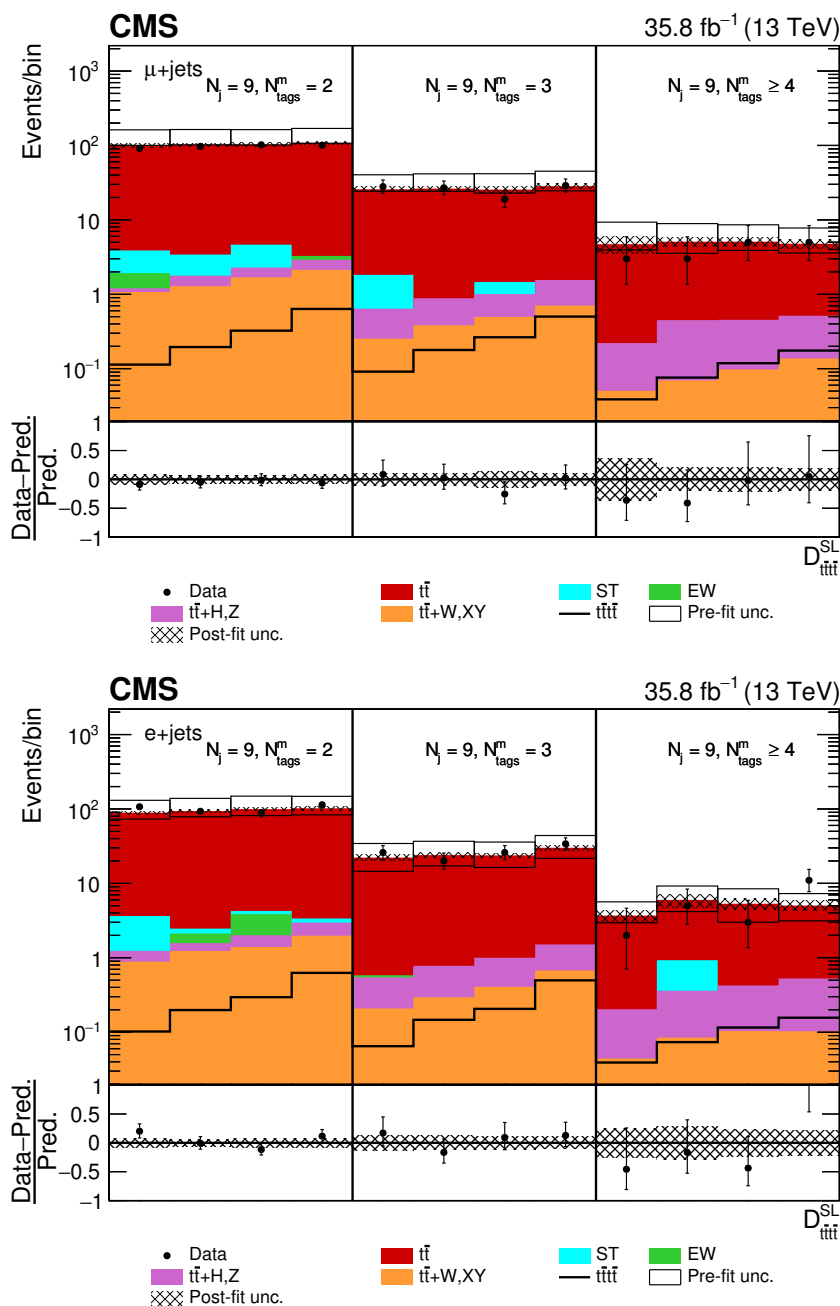 CMS 35.8 fb⁻¹ (13 TeV)
Events/bin
μ+jets
N_j = 9, N^m_tags = 2 N_j = 9, N^m_tags = 3 N_j = 9, N^m_tags ≥ 4
10³
10²
10
1
10⁻¹
Data−Pred.
Pred.
1
0.5
0
−0.5
−1
D^SL_tt̄tt̄
Data tt̄ ST EW
tt̄+H,Z tt̄+W,XY tt̄tt̄ Pre-fit unc.
Post-fit unc.
CMS 35.8 fb⁻¹ (13 TeV)
Events/bin
e+jets
N_j = 9, N^m_tags = 2 N_j = 9, N^m_tags = 3 N_j = 9, N^m_tags ≥ 4
10³
10²
10
1
10⁻¹
Data−Pred.
Pred.
1
0.5
0
−0.5
−1
D^SL_tt̄tt̄
Data tt̄ ST EW
tt̄+H,Z tt̄+W,XY tt̄tt̄ Pre-fit unc.
Post-fit unc.